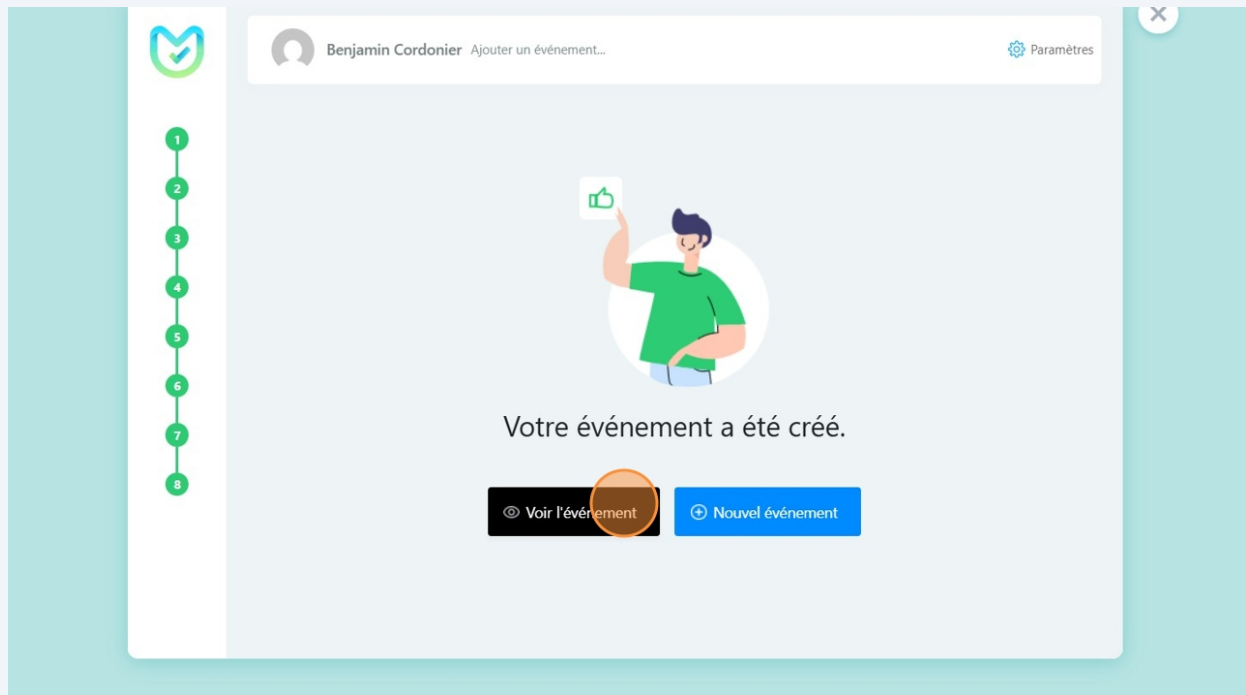 Benjamin Cordonier Ajouter un événement...
Paramètres
1
2
3
4
5
6
7
8
Votre événement a été créé.
Voir l'événement
Nouvel événement